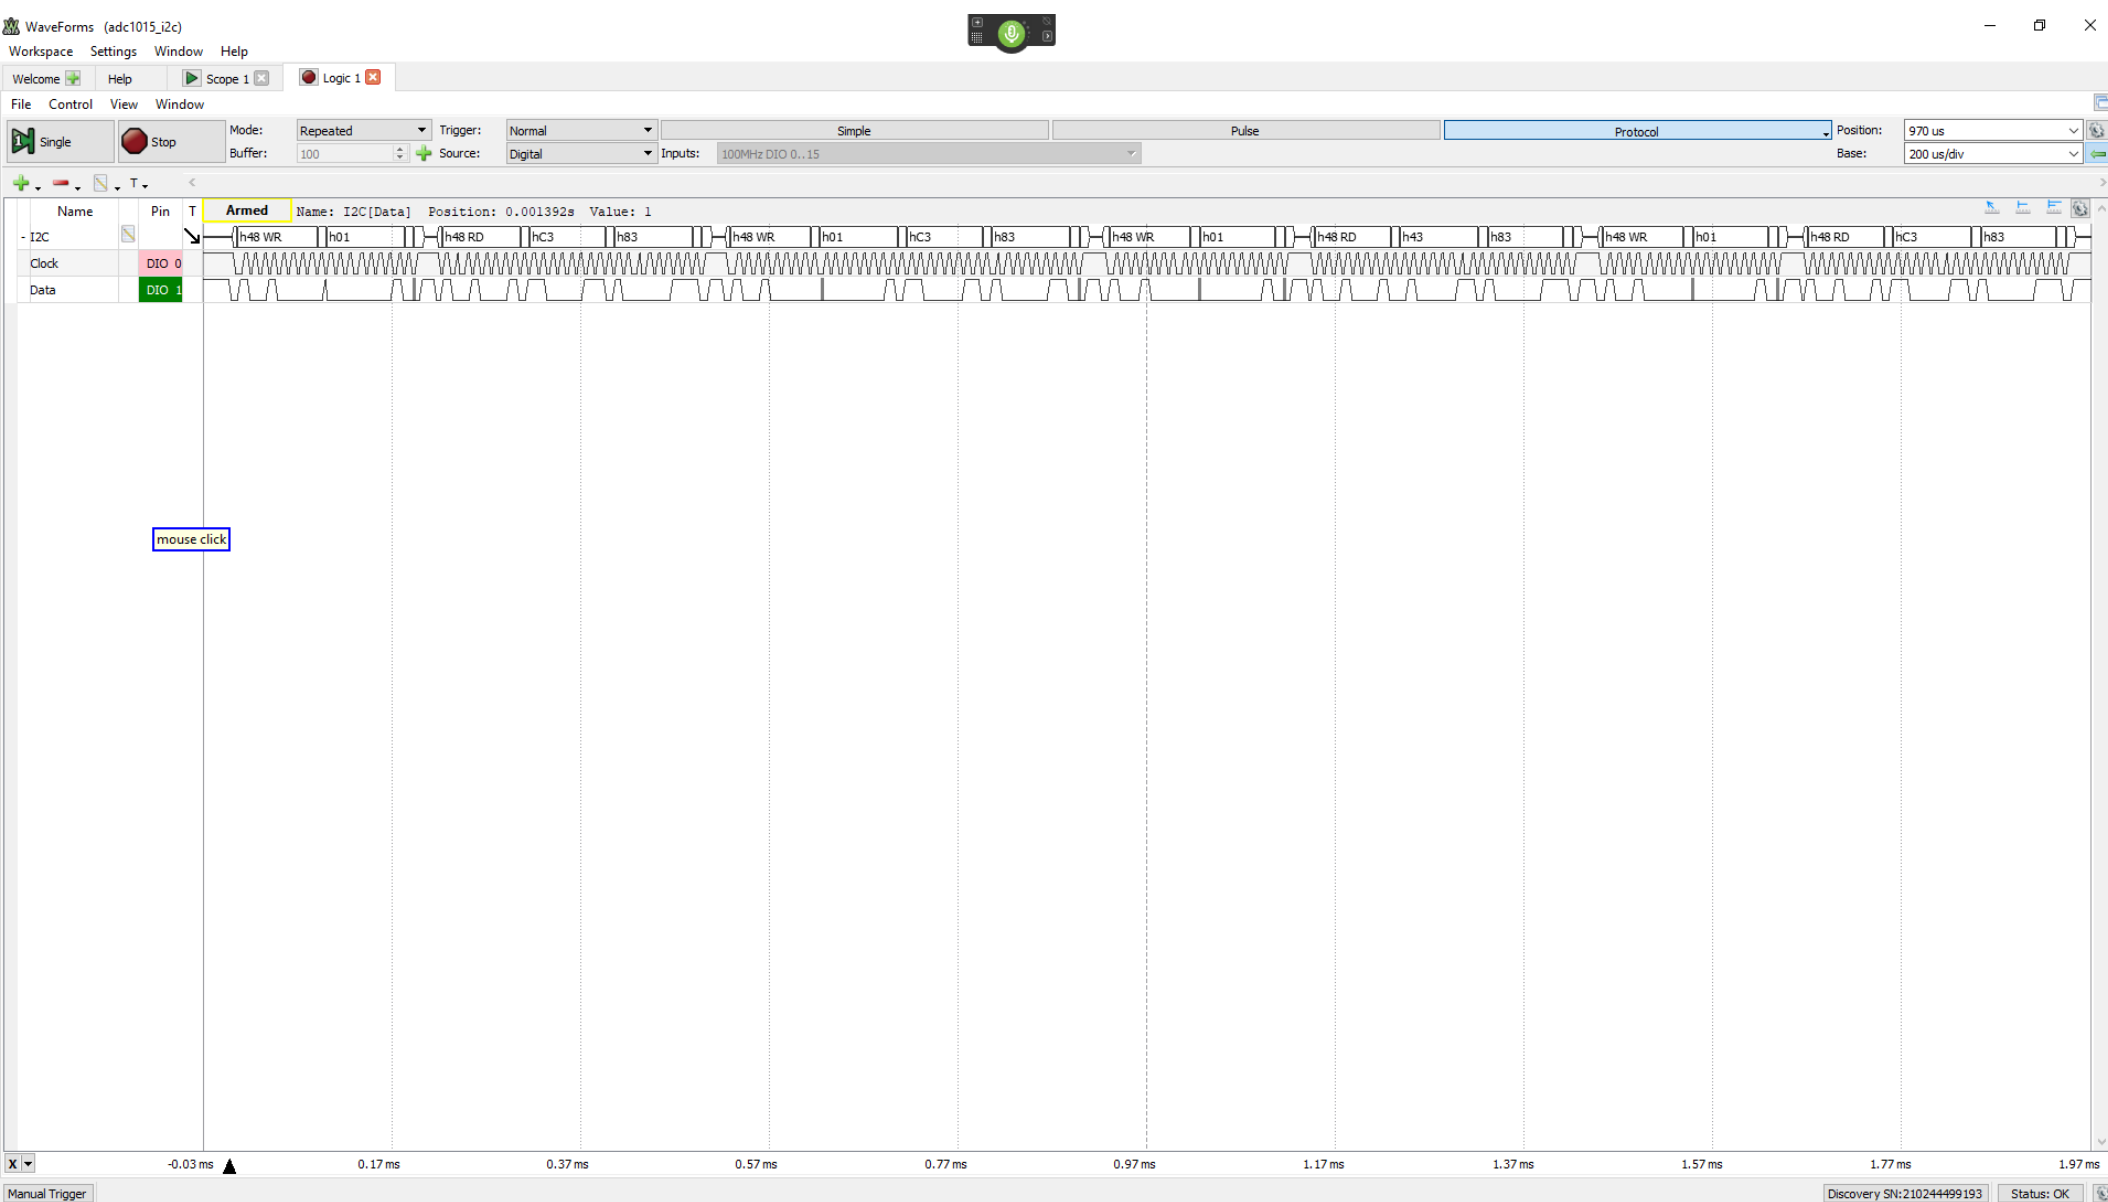 WaveForms (adc1015_i2c)
Workspace Settings Window Help
Welcome Help Scope 1 Logic 1
File Control View Window
Single Stop Mode: Repeated Trigger: Normal Simple Pulse Protocol Position: 970 us
Buffer: 100 Source: Digital Inputs: 100MHz DIO 0..15 Base: 200 us/div
T
Name Pin T Armed Name: I2C[Data] Position: 0.001392s Value: 1
- I2C h48 WR h01 h48 RD hC3 h83 h48 WR h01 hC3 h83 h48 WR h01 h48 RD h43 h83 h48 WR h01 h48 RD hC3 h83
Clock DIO 0
Data DIO 1
mouse click
X -0.03 ms 0.17 ms 0.37 ms 0.57 ms 0.77 ms 0.97 ms 1.17 ms 1.37 ms 1.57 ms 1.77 ms 1.97 ms
Manual Trigger Discovery SN:210244499193 Status: OK